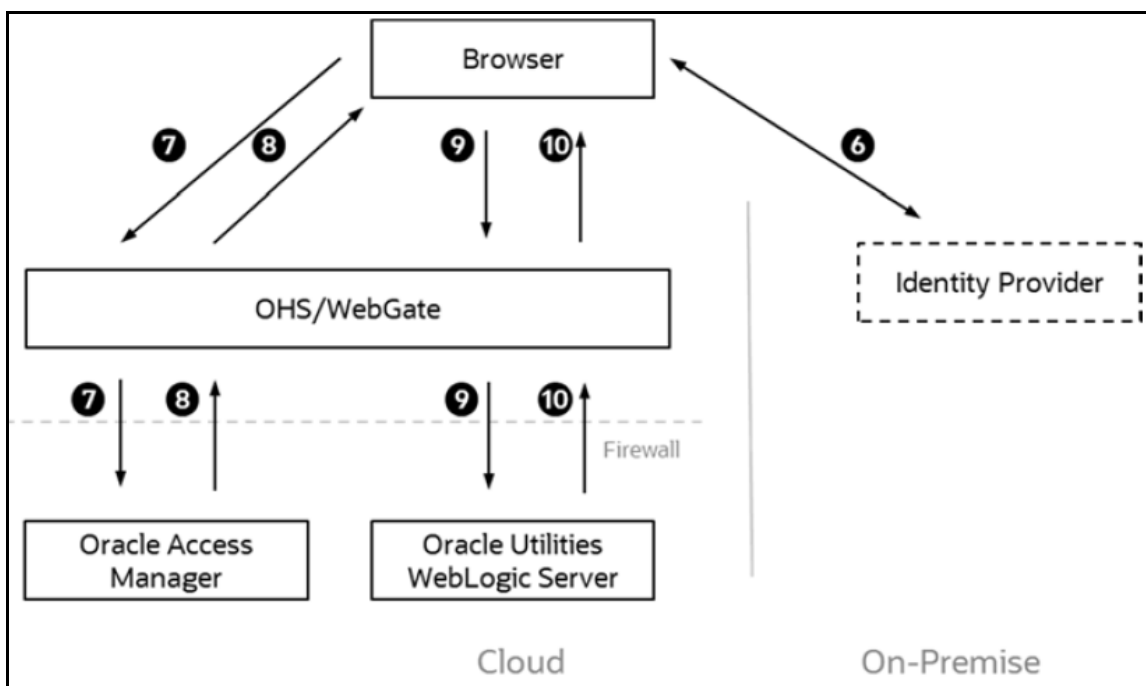 Browser
7
8
9
10
6
OHS/WebGate
Identity Provider
7
8
9
10
Firewall
Oracle Access
Manager
Oracle Utilities
WebLogic Server
Cloud
On-Premise